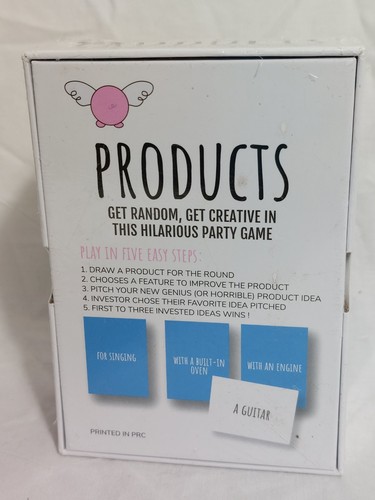 PRODUCTS
GET RANDOM, GET CREATIVE IN
THIS HILARIOUS PARTY GAME
PLAY IN FIVE EASY STEPS:
1. DRAW A PRODUCT FOR THE ROUND
2. CHOOSES A FEATURE TO IMPROVE THE PRODUCT
3. PITCH YOUR NEW GENIUS (OR HORRIBLE) PRODUCT IDEA
4. INVESTOR CHOSE THEIR FAVORITE IDEA PITCHED
5. FIRST TO THREE INVESTED IDEAS WINS !
FOR SINGING
WITH A BUILT-IN
OVEN
WITH AN ENGINE
A GUITAR
PRINTED IN PRC